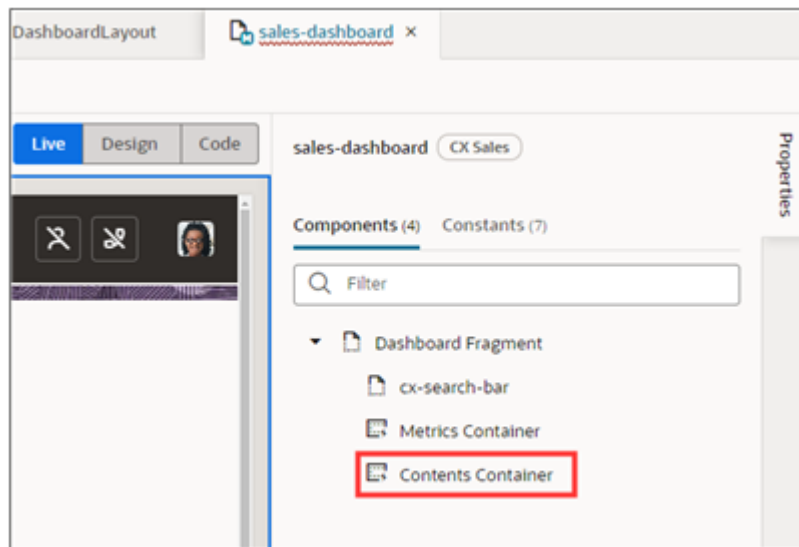 DashboardLayout
sales-dashboard ×
Live Design Code
sales-dashboard CX Sales
Properties
Components (4) Constants (7)
Filter
Dashboard Fragment
cx-search-bar
Metrics Container
Contents Container